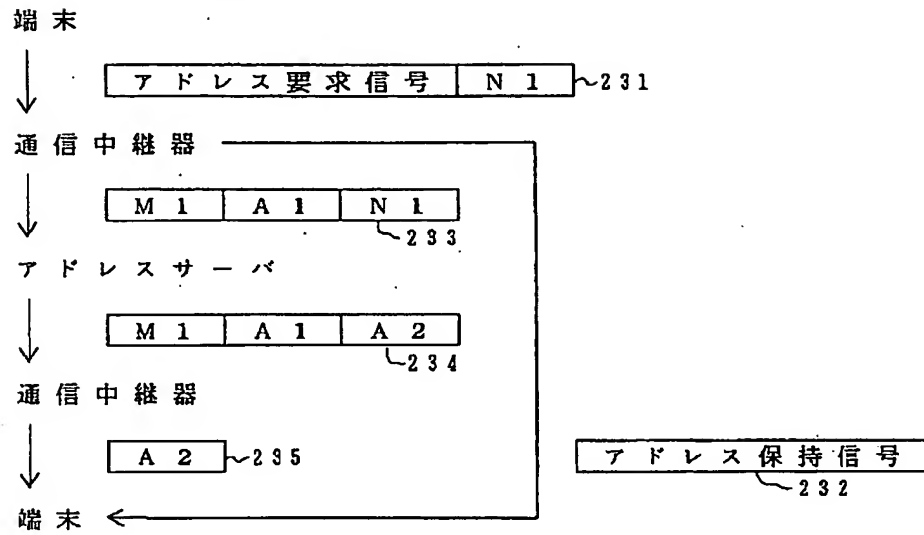 端末
アドレス要求信号 N1 231
通信中継器
M1 A1 N1
233
アドレスサーバ
M1 A1 A2
234
通信中継器
A2 235
アドレス保持信号
232
端末